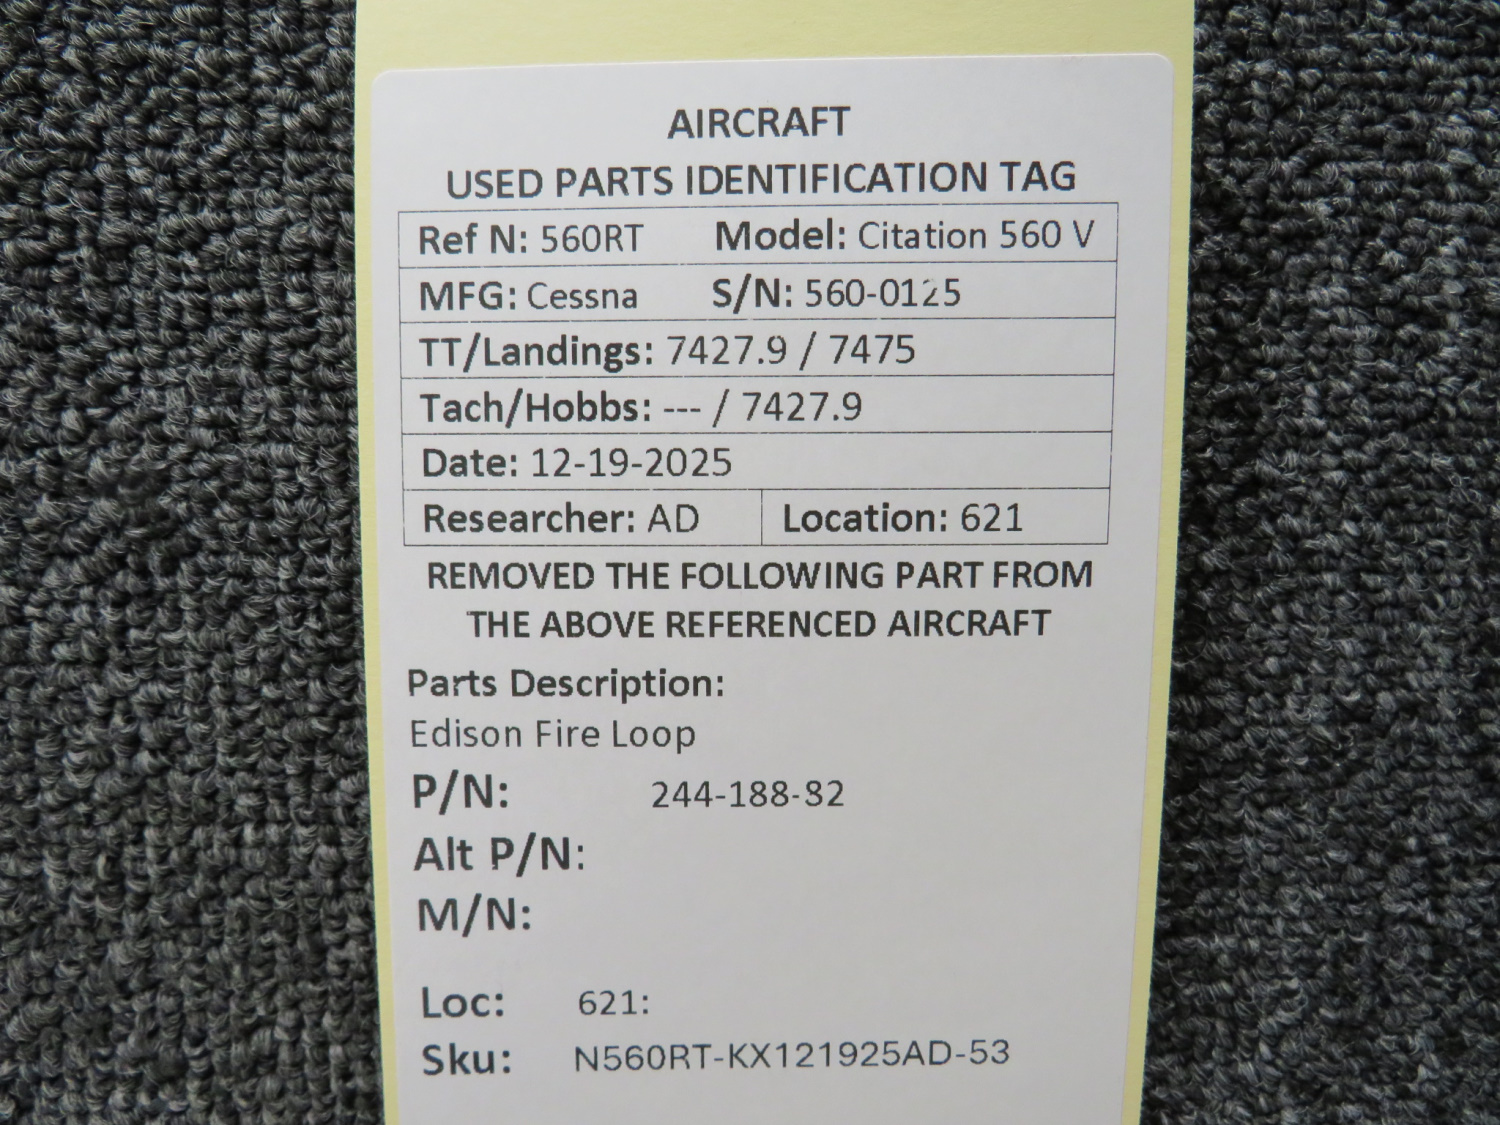 AIRCRAFT
USED PARTS IDENTIFICATION TAG
Ref N: 560RT Model: Citation 560 V
MFG: Cessna S/N: 560-0125
TT/Landings: 7427.9 / 7475
Tach/Hobbs: --- / 7427.9
Date: 12-19-2025
Researcher: AD Location: 621
REMOVED THE FOLLOWING PART FROM
THE ABOVE REFERENCED AIRCRAFT
Parts Description:
Edison Fire Loop
P/N: 244-188-82
Alt P/N:
M/N:
Loc: 621:
Sku: N560RT-KX121925AD-53